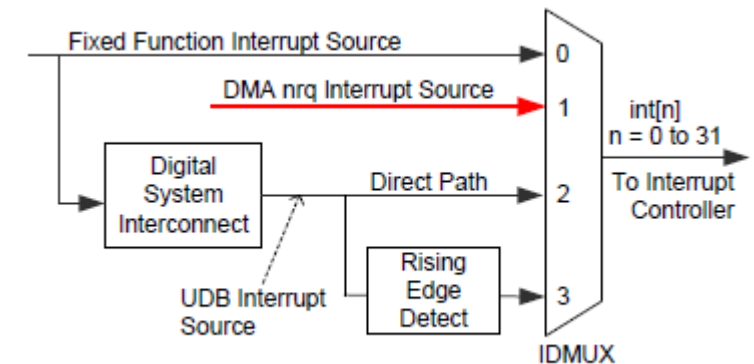 Fixed Function Interrupt Source
0
DMA nrq Interrupt Source
1
int[n]
n = 0 to 31
To Interrupt
Controller
Digital
System
Interconnect
Direct Path
2
UDB Interrupt
Source
Rising
Edge
Detect
3
IDMUX